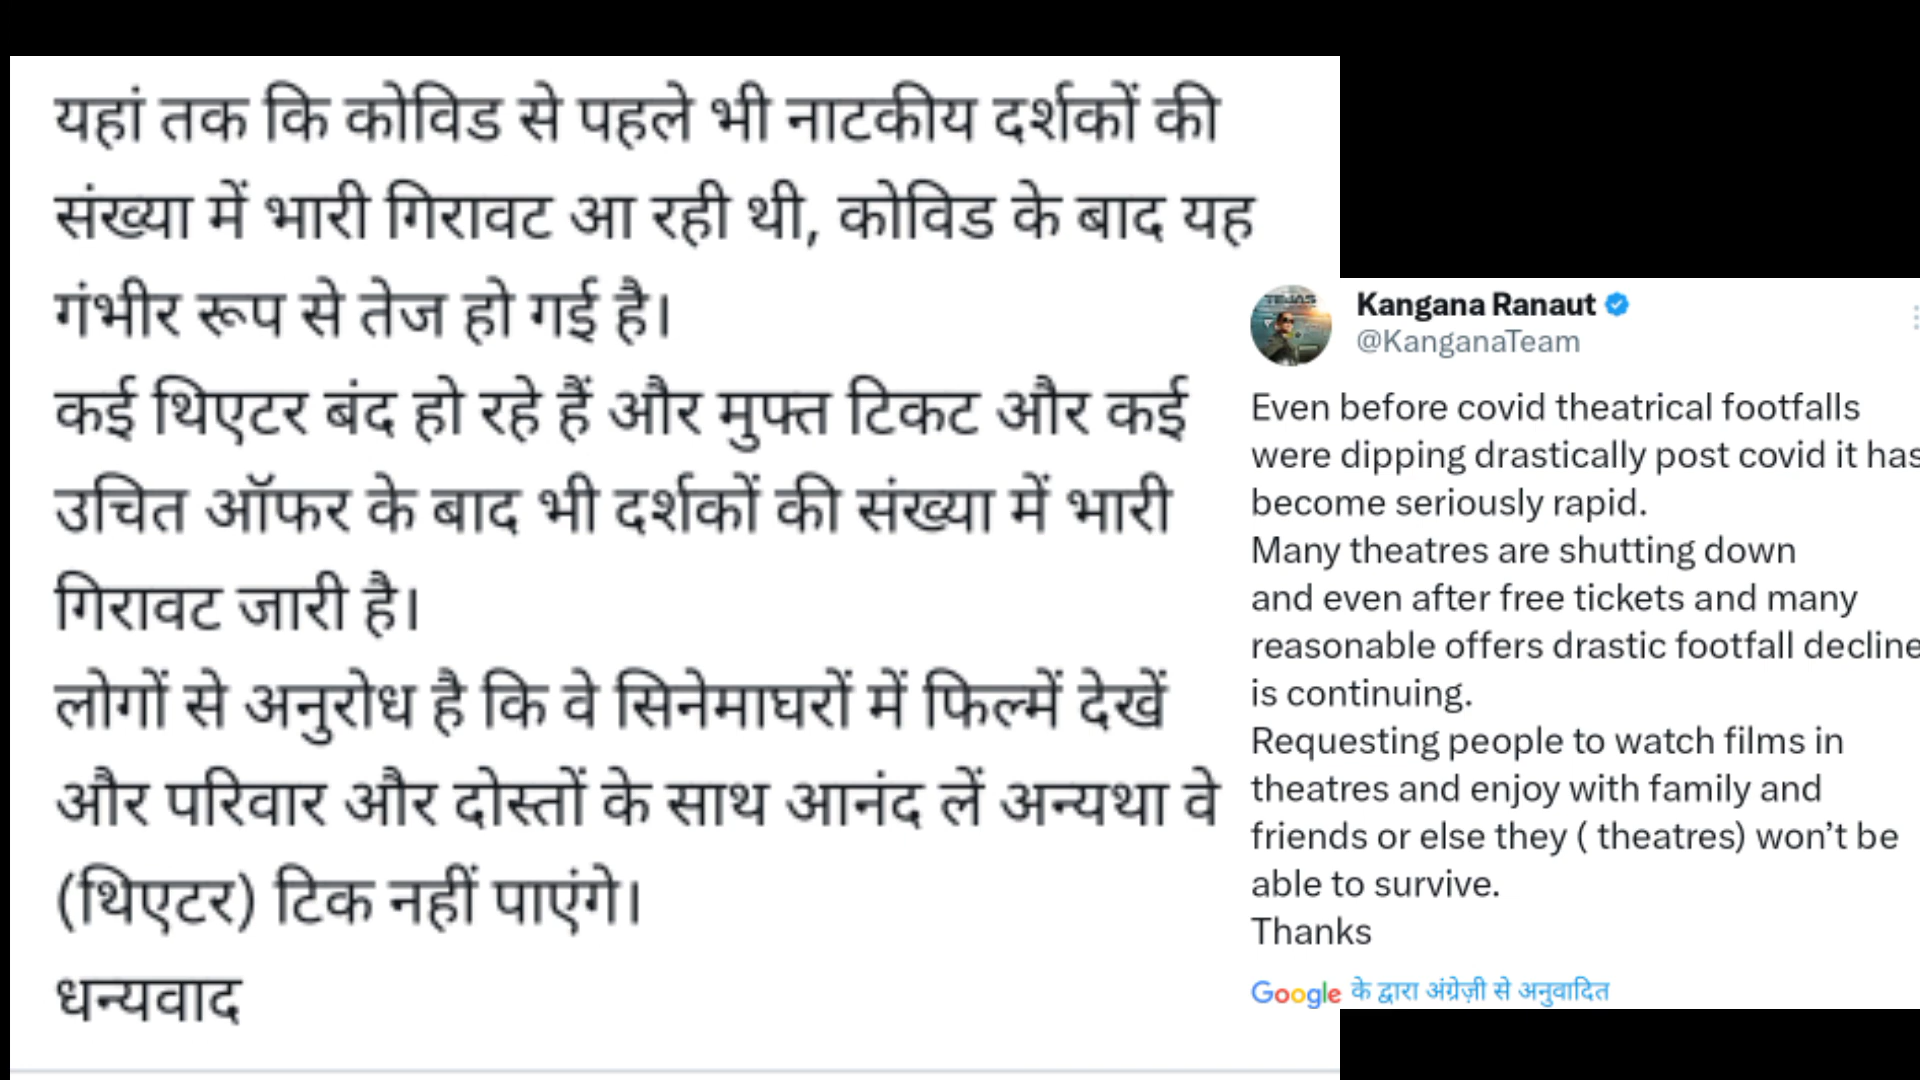 यहां तक कि कोविड से पहले भी नाटकीय दर्शकों की
संख्या में भारी गिरावट आ रही थी, कोविड के बाद यह
गंभीर रूप से तेज हो गई है।
कई थिएटर बंद हो रहे हैं और मुफ्त टिकट और कई
उचित ऑफर के बाद भी दर्शकों की संख्या में भारी
गिरावट जारी है।
लोगों से अनुरोध है कि वे सिनेमाघरों में फिल्में देखें
और परिवार और दोस्तों के साथ आनंद लें अन्यथा वे
(थिएटर) टिक नहीं पाएंगे।
धन्यवाद
TEJAS
Kangana Ranaut
@KanganaTeam
Even before covid theatrical footfalls
were dipping drastically post covid it has
become seriously rapid.
Many theatres are shutting down
and even after free tickets and many
reasonable offers drastic footfall decline
is continuing.
Requesting people to watch films in
theatres and enjoy with family and
friends or else they ( theatres) won't be
able to survive.
Thanks
Google के द्वारा अंग्रेज़ी से अनुवादित